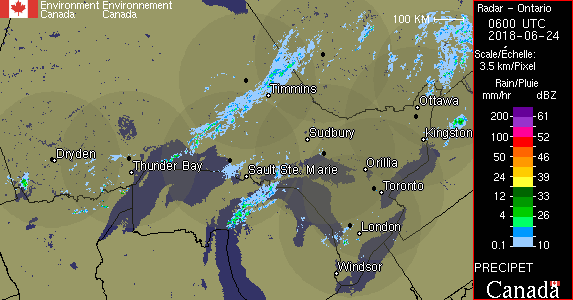 Environment Environnement
Canada Canada
100 KM
Timmins
Ottawa
Sudbury
Kingston
Dryden
Thunder Bay
Sault Ste. Marie
Orillia
Toronto
London
Windsor
Radar - Ontario
0600 UTC
2018-06-24
Scale/Échelle:
3.5 km/Pixel
Rain/Pluie
mm/hr dBZ
200 61
100 52
50 46
24 39
12 33
4 26
0.1 10
PRECIPET
Canada